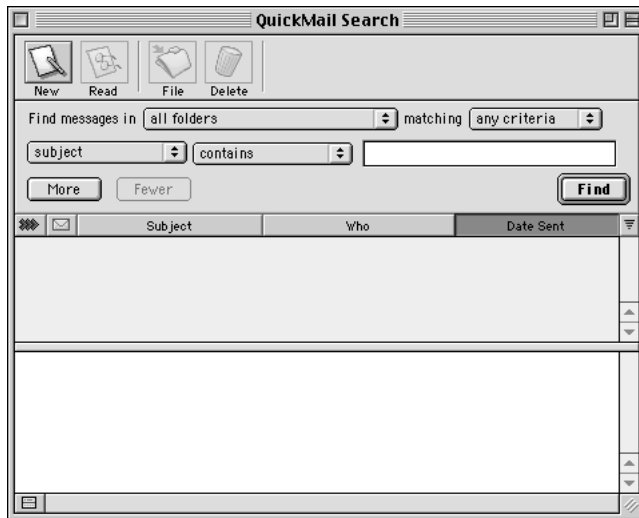 QuickMail Search
New Read File Delete
Find messages in all folders matching any criteria
subject contains
More Fewer Find
Subject Who Date Sent